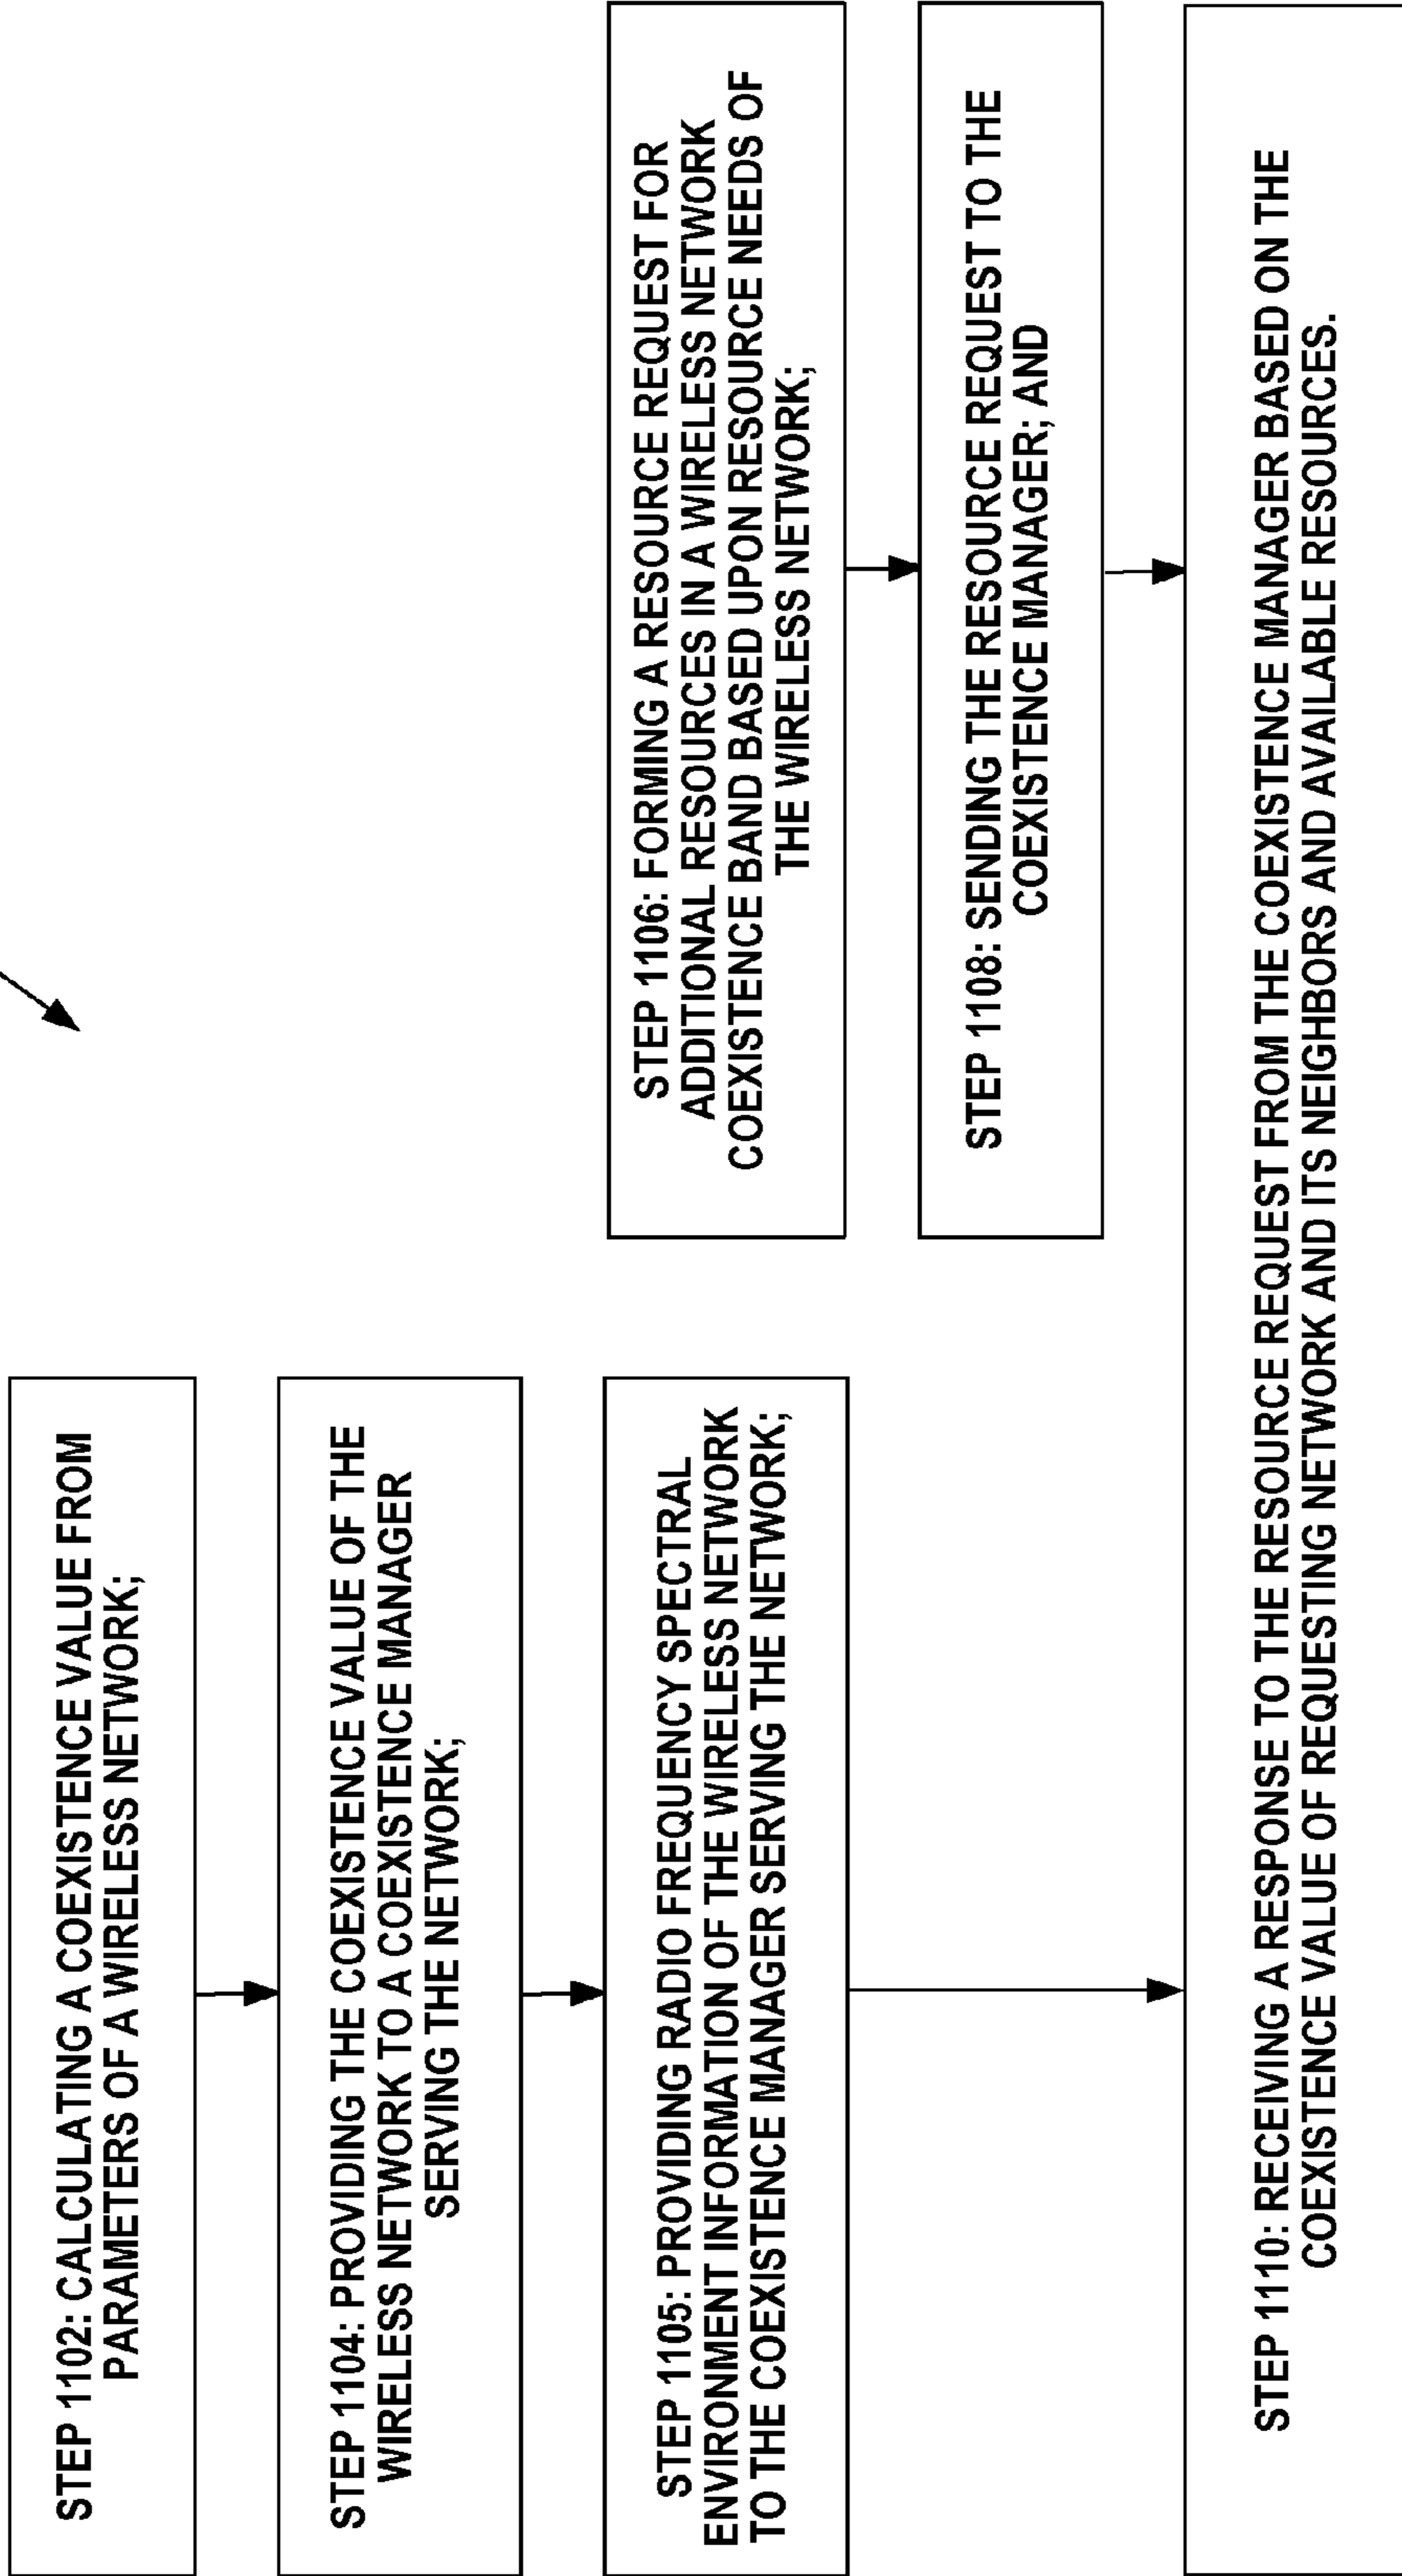 STEP 1102: CALCULATING A COEXISTENCE VALUE FROM
PARAMETERS OF A WIRELESS NETWORK;
STEP 1104: PROVIDING THE COEXISTENCE VALUE OF THE
WIRELESS NETWORK TO A COEXISTENCE MANAGER
SERVING THE NETWORK;
STEP 1105: PROVIDING RADIO FREQUENCY SPECTRAL
ENVIRONMENT INFORMATION OF THE WIRELESS NETWORK
TO THE COEXISTENCE MANAGER SERVING THE NETWORK;
STEP 1106: FORMING A RESOURCE REQUEST FOR
ADDITIONAL RESOURCES IN A WIRELESS NETWORK
COEXISTENCE BAND BASED UPON RESOURCE NEEDS OF
THE WIRELESS NETWORK;
STEP 1108: SENDING THE RESOURCE REQUEST TO THE
COEXISTENCE MANAGER; AND
STEP 1110: RECEIVING A RESPONSE TO THE RESOURCE REQUEST FROM THE COEXISTENCE MANAGER BASED ON THE
COEXISTENCE VALUE OF REQUESTING NETWORK AND ITS NEIGHBORS AND AVAILABLE RESOURCES.